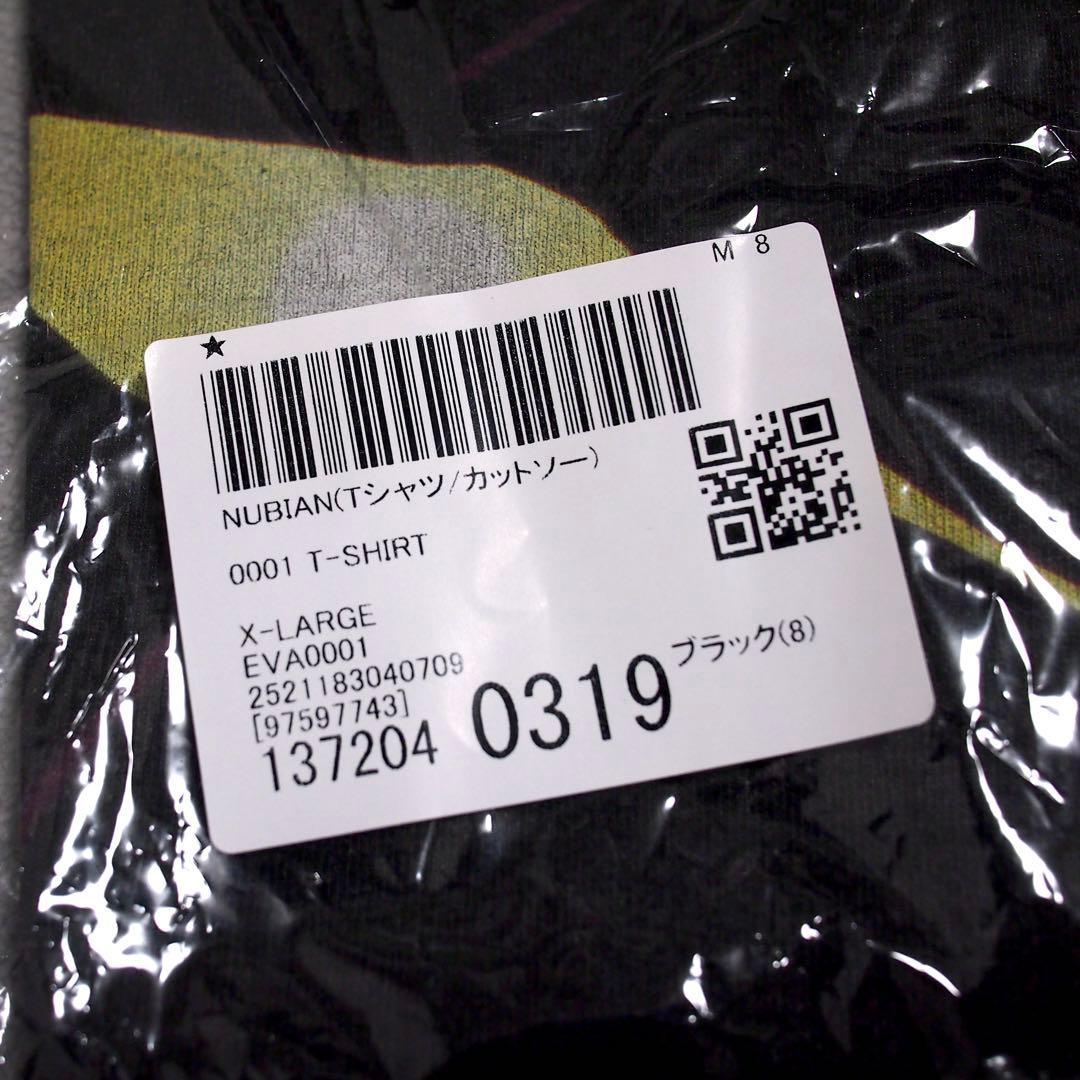 M 8
★
NUBIAN(Tシャツ/カットソー)
0001 T-SHIRT
X-LARGE
EVA0001
2521183040709
[97597743]
137204 0319 ブラック(8)